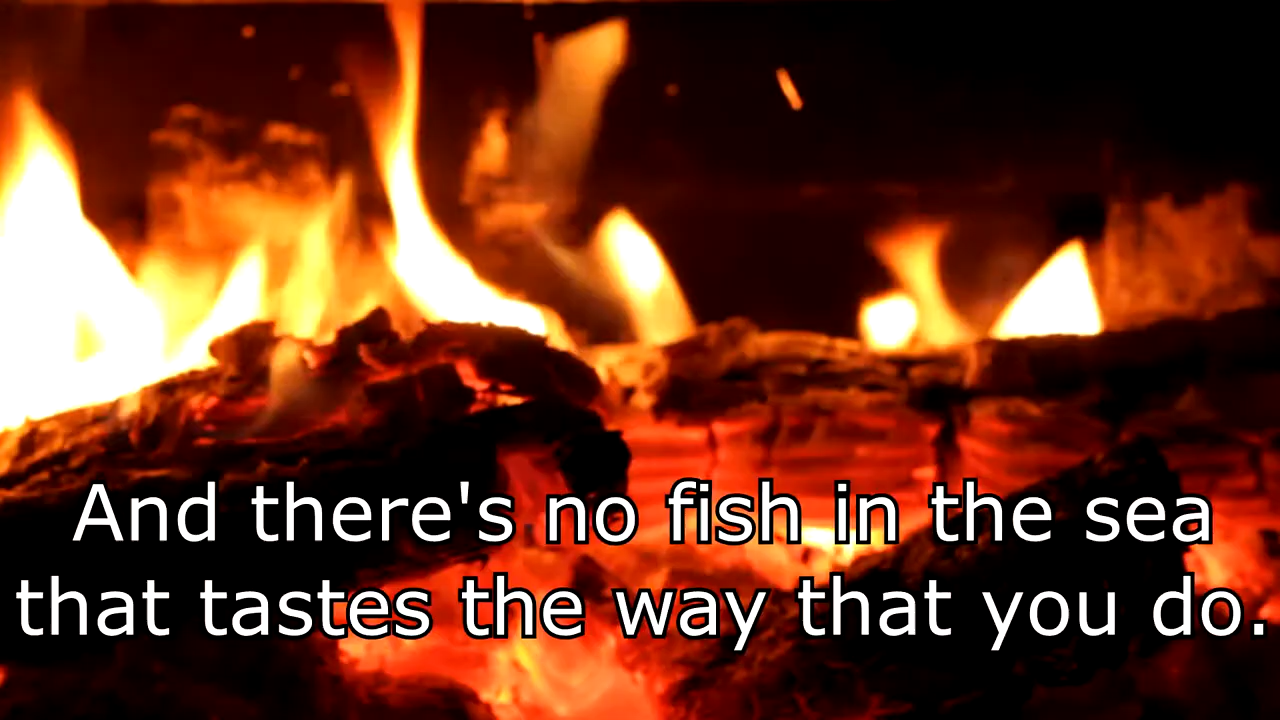 And there's no fish in the sea
that tastes the way that you do.